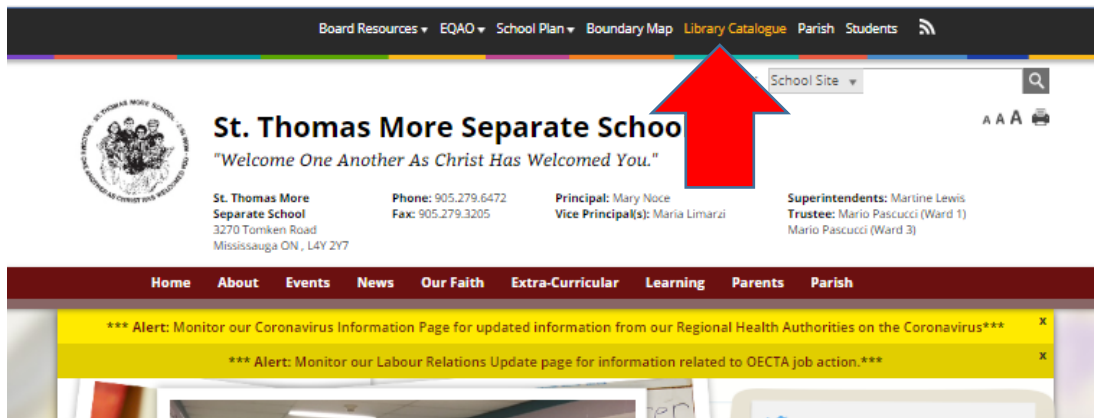 Board Resources EQAO School Plan Boundary Map Library Catalogue Parish Students
School Site
A A A
St. Thomas More Separate Schoo
"Welcome One Another As Christ Has Welcomed You."
St. Thomas More
Separate School
3270 Tomken Road
Mississauga ON , L4Y 2Y7
Phone: 905.279.6472
Fax: 905.279.3205
Principal: Mary Noce
Vice Principal(s): Maria Limarzi
Superintendents: Martine Lewis
Trustee: Mario Pascucci (Ward 1)
Mario Pascucci (Ward 3)
Home About Events News Our Faith Extra-Curricular Learning Parents Parish
*** Alert: Monitor our Coronavirus Information Page for updated information from our Regional Health Authorities on the Coronavirus*** x
*** Alert: Monitor our Labour Relations Update page for information related to OECTA job action.*** x